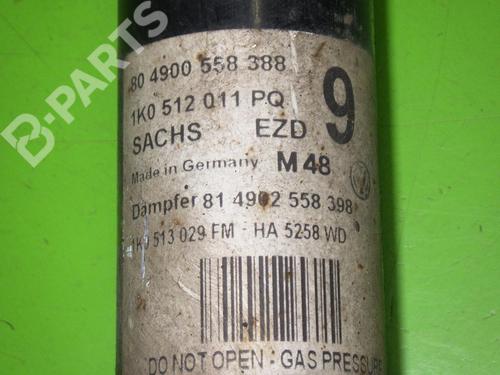 B-PARTS
80 4900 558 388
1K0 512 011 PQ
SACHS EZD 9
Made in Germany M 48
Dämpfer 81 4902 558 398
1K0 513 029 FM - HA 5258 WD
DO NOT OPEN - GAS PRESSURE